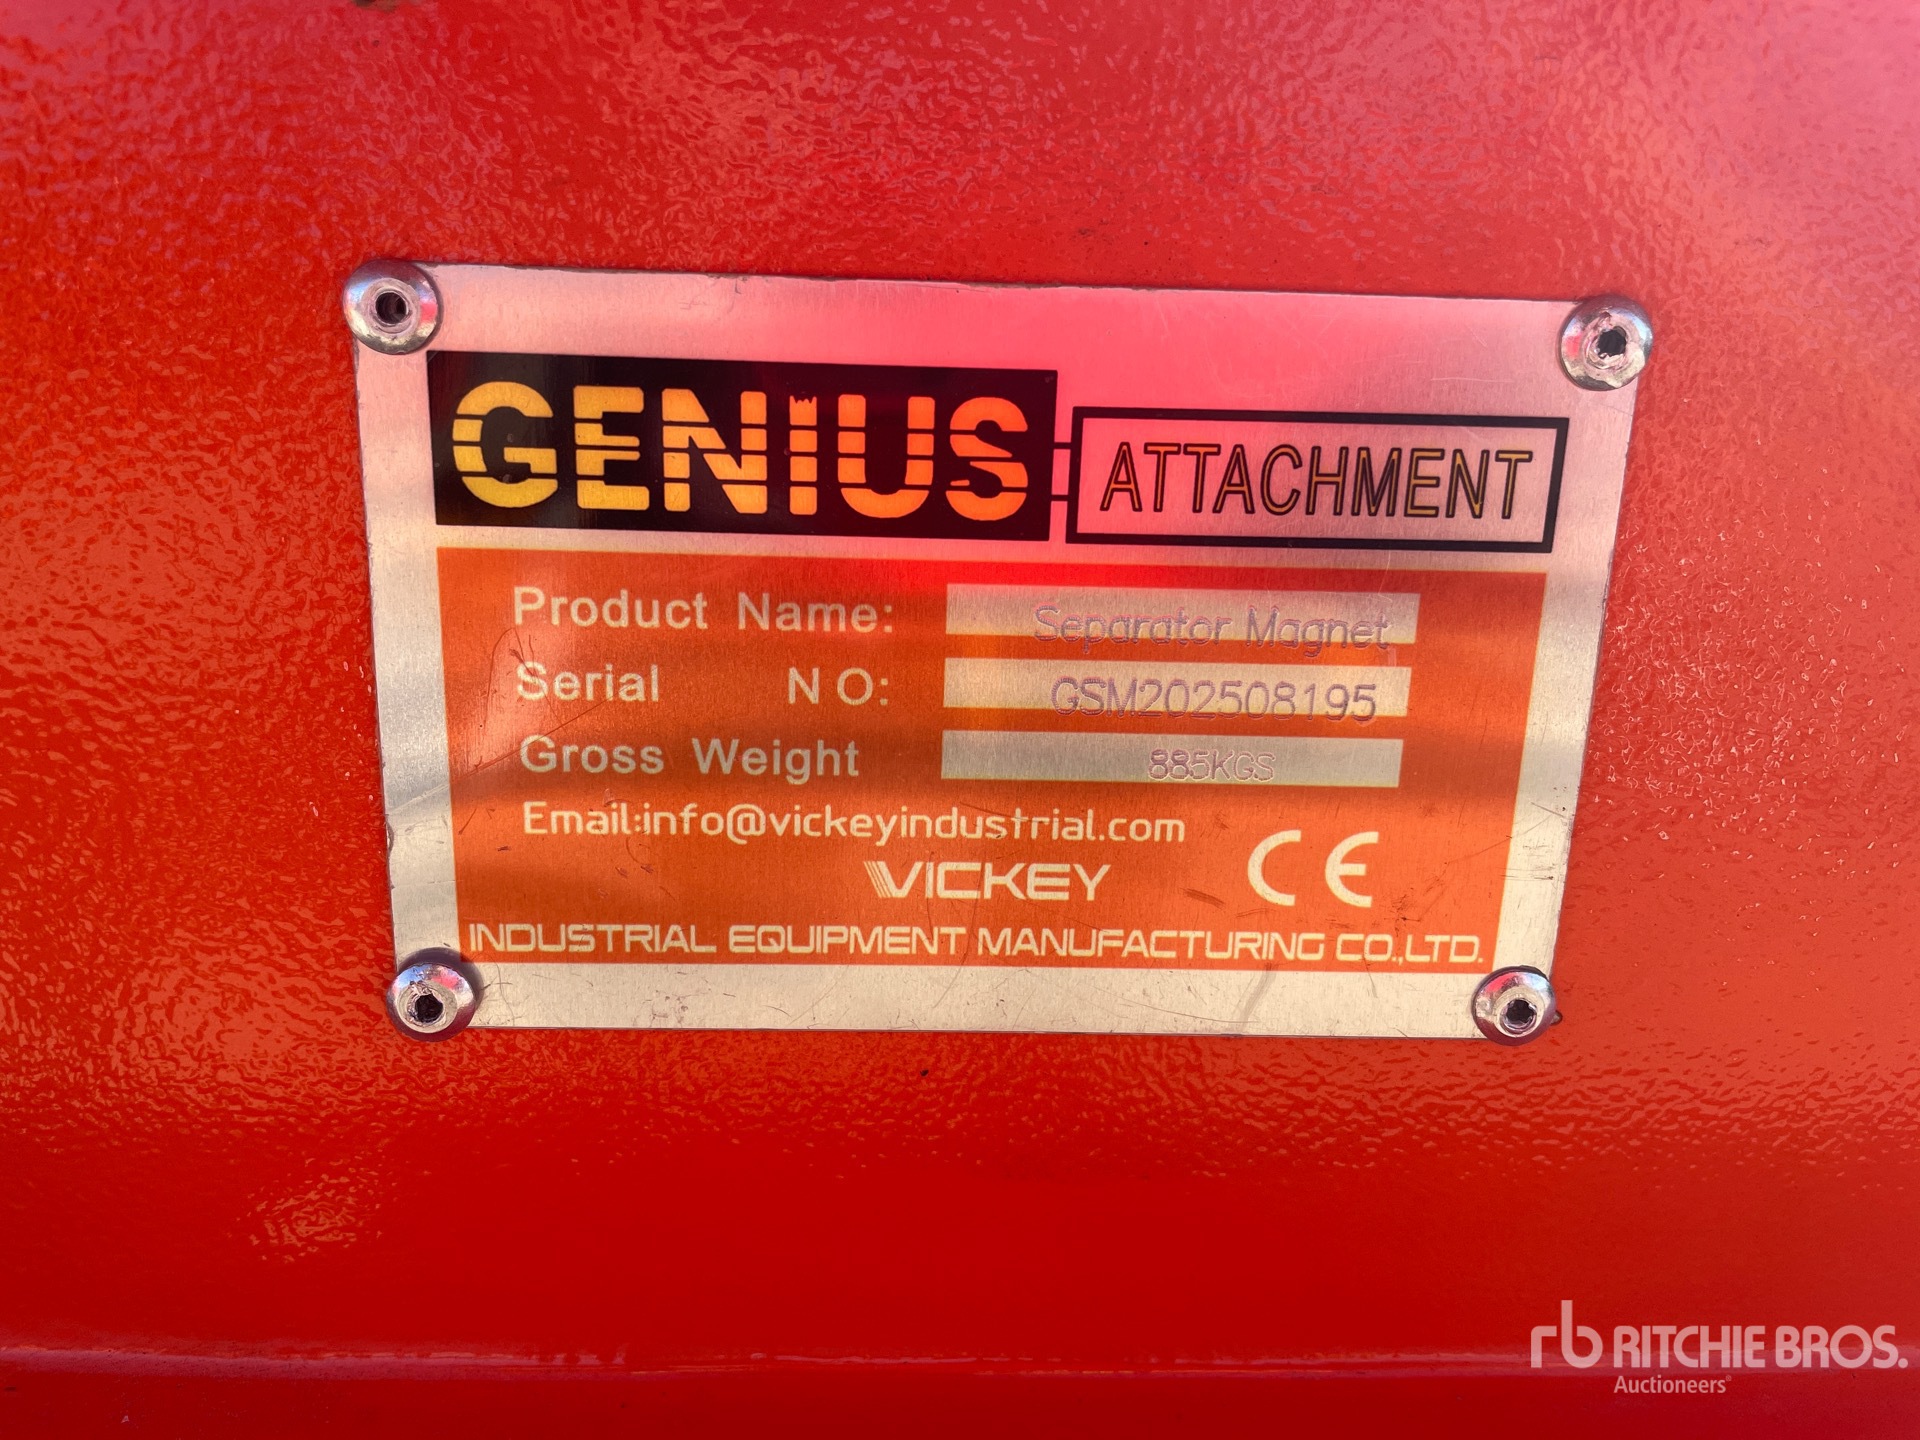 GENIUS ATTACHMENT
Product Name: Separator Magnet
Serial NO: GSM202508195
Gross Weight 885KGS
Email:info@vickeyindustrial.com
VICKEY CE
INDUSTRIAL EQUIPMENT MANUFACTURING CO.,LTD.
rb RITCHIE BROS.
Auctioneers